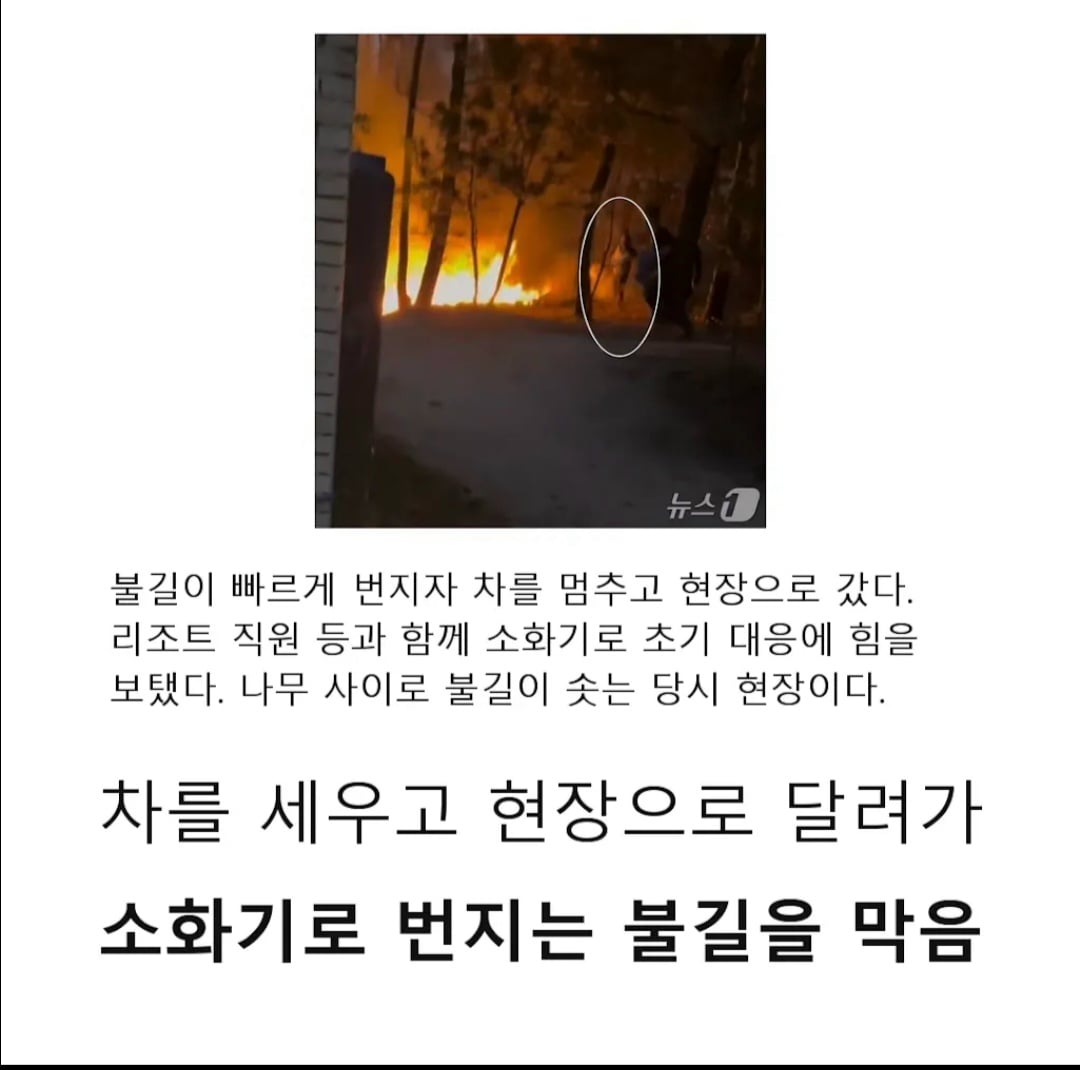 뉴스1
불길이 빠르게 번지자 차를 멈추고 현장으로 갔다.
리조트 직원 등과 함께 소화기로 초기 대응에 힘을
보탰다. 나무 사이로 불길이 솟는 당시 현장이다.
차를 세우고 현장으로 달려가
소화기로 번지는 불길을 막음